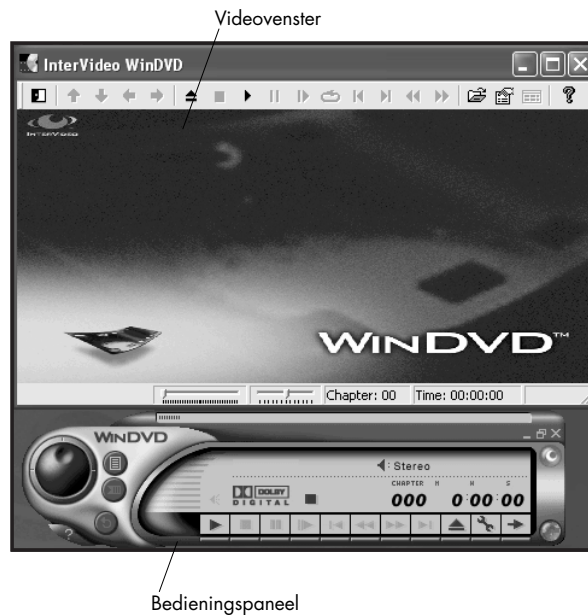 Videovenster
InterVideo WinDVD
INTERVIDEO
WINDVD™
Chapter: 00 Time: 00:00:00
WINDVD
Stereo
CHAPTER H M S
DOLBY
DIGITAL
000 0:00:00
?
Bedieningspaneel